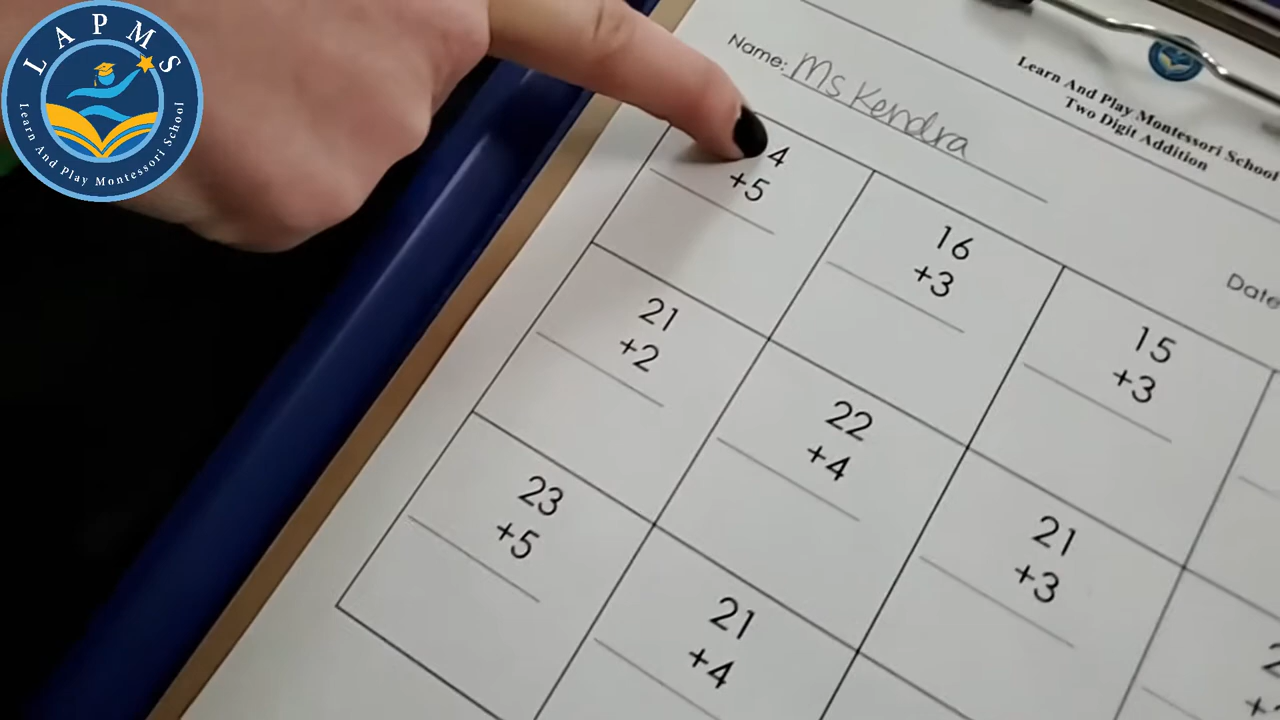 LAPMS
Learn And Play Montessori School
Name: Ms Kendra
Learn And Play Montessori School
Two Digit Addition
Date
4
+5
16
+3
15
+3
21
+2
22
+4
21
+3
23
+5
21
+4